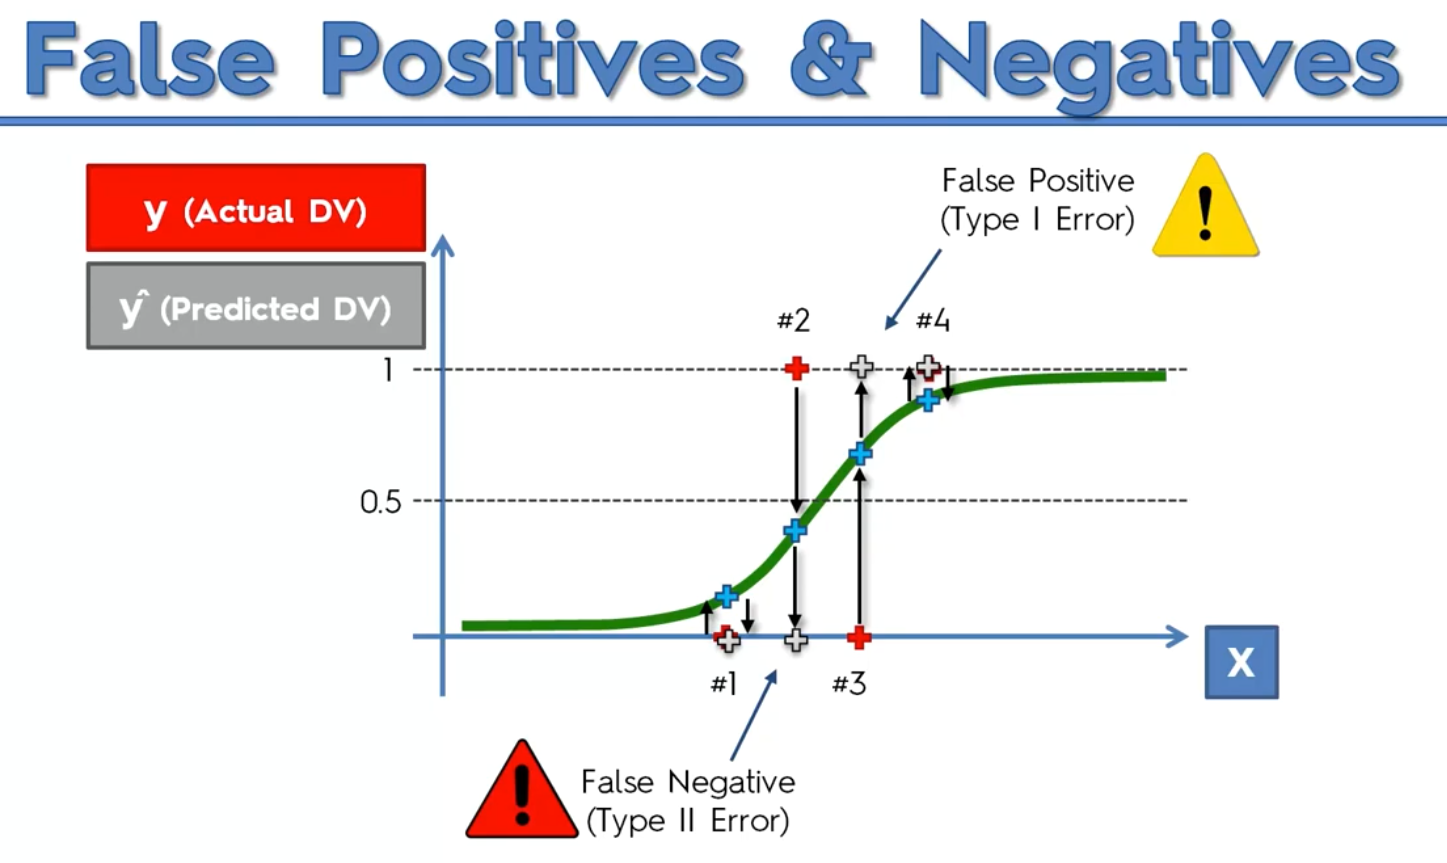 False Positives & Negatives
y (Actual DV)
ŷ (Predicted DV)
False Positive
(Type I Error)
!
#2
#4
1
0.5
#1
#3
X
False Negative
(Type II Error)
!